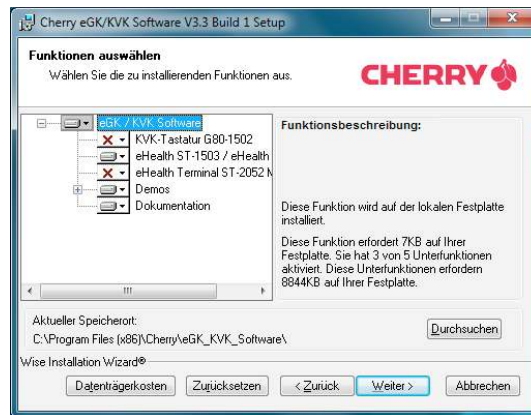 Cherry eGK/KVK Software V3.3 Build 1 Setup
Funktionen auswählen
Wählen Sie die zu installierenden Funktionen aus.
CHERRY
eGK / KVK Software
KVK-Tastatur G80-1502
eHealth ST-1503 / eHealth
eHealth Terminal ST-2052 M
Demos
Dokumentation
Funktionsbeschreibung:
Diese Funktion wird auf der lokalen Festplatte
installiert.
Diese Funktion erfordert 7KB auf Ihrer
Festplatte. Sie hat 3 von 5 Unterfunktionen
aktiviert. Diese Unterfunktionen erfordern
8844KB auf Ihrer Festplatte.
Aktueller Speicherort:
C:\Program Files (x86)\Cherry\eGK_KVK_Software\
Durchsuchen
Wise Installation Wizard®
Datenträgerkosten
Zurücksetzen
< Zurück
Weiter >
Abbrechen